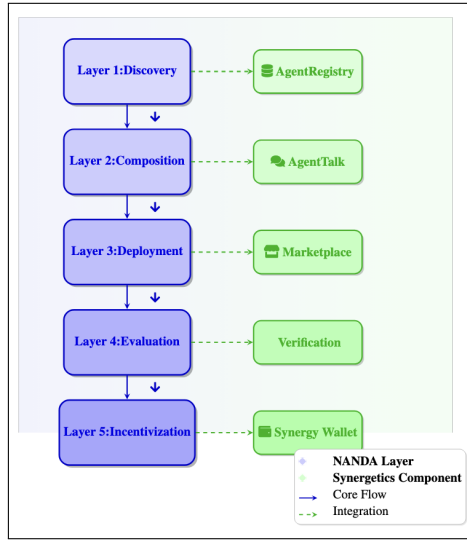 Layer 1:Discovery
AgentRegistry
Layer 2:Composition
AgentTalk
Layer 3:Deployment
Marketplace
Layer 4:Evaluation
Verification
Layer 5:Incentivization
Synergy Wallet
NANDA Layer
Synergetics Component
Core Flow
Integration